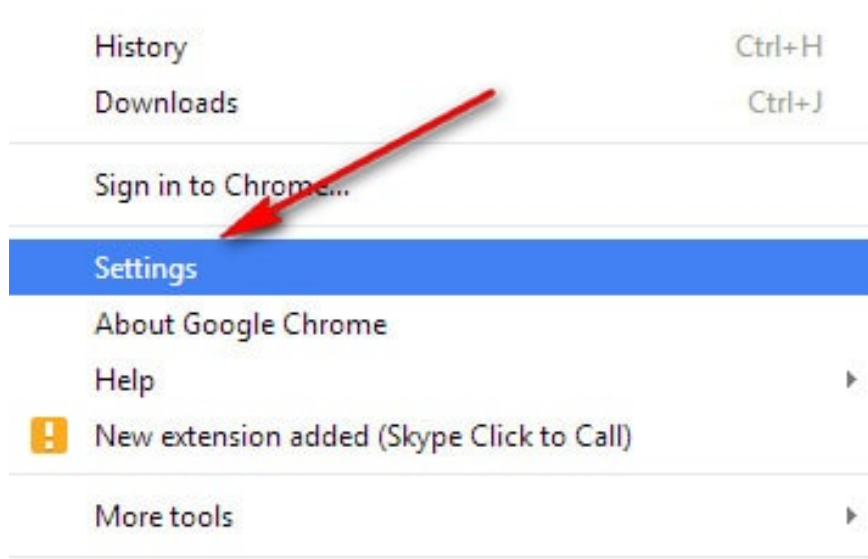 History Ctrl+H
Downloads Ctrl+J
Sign in to Chrome...
Settings
About Google Chrome
Help
New extension added (Skype Click to Call)
More tools